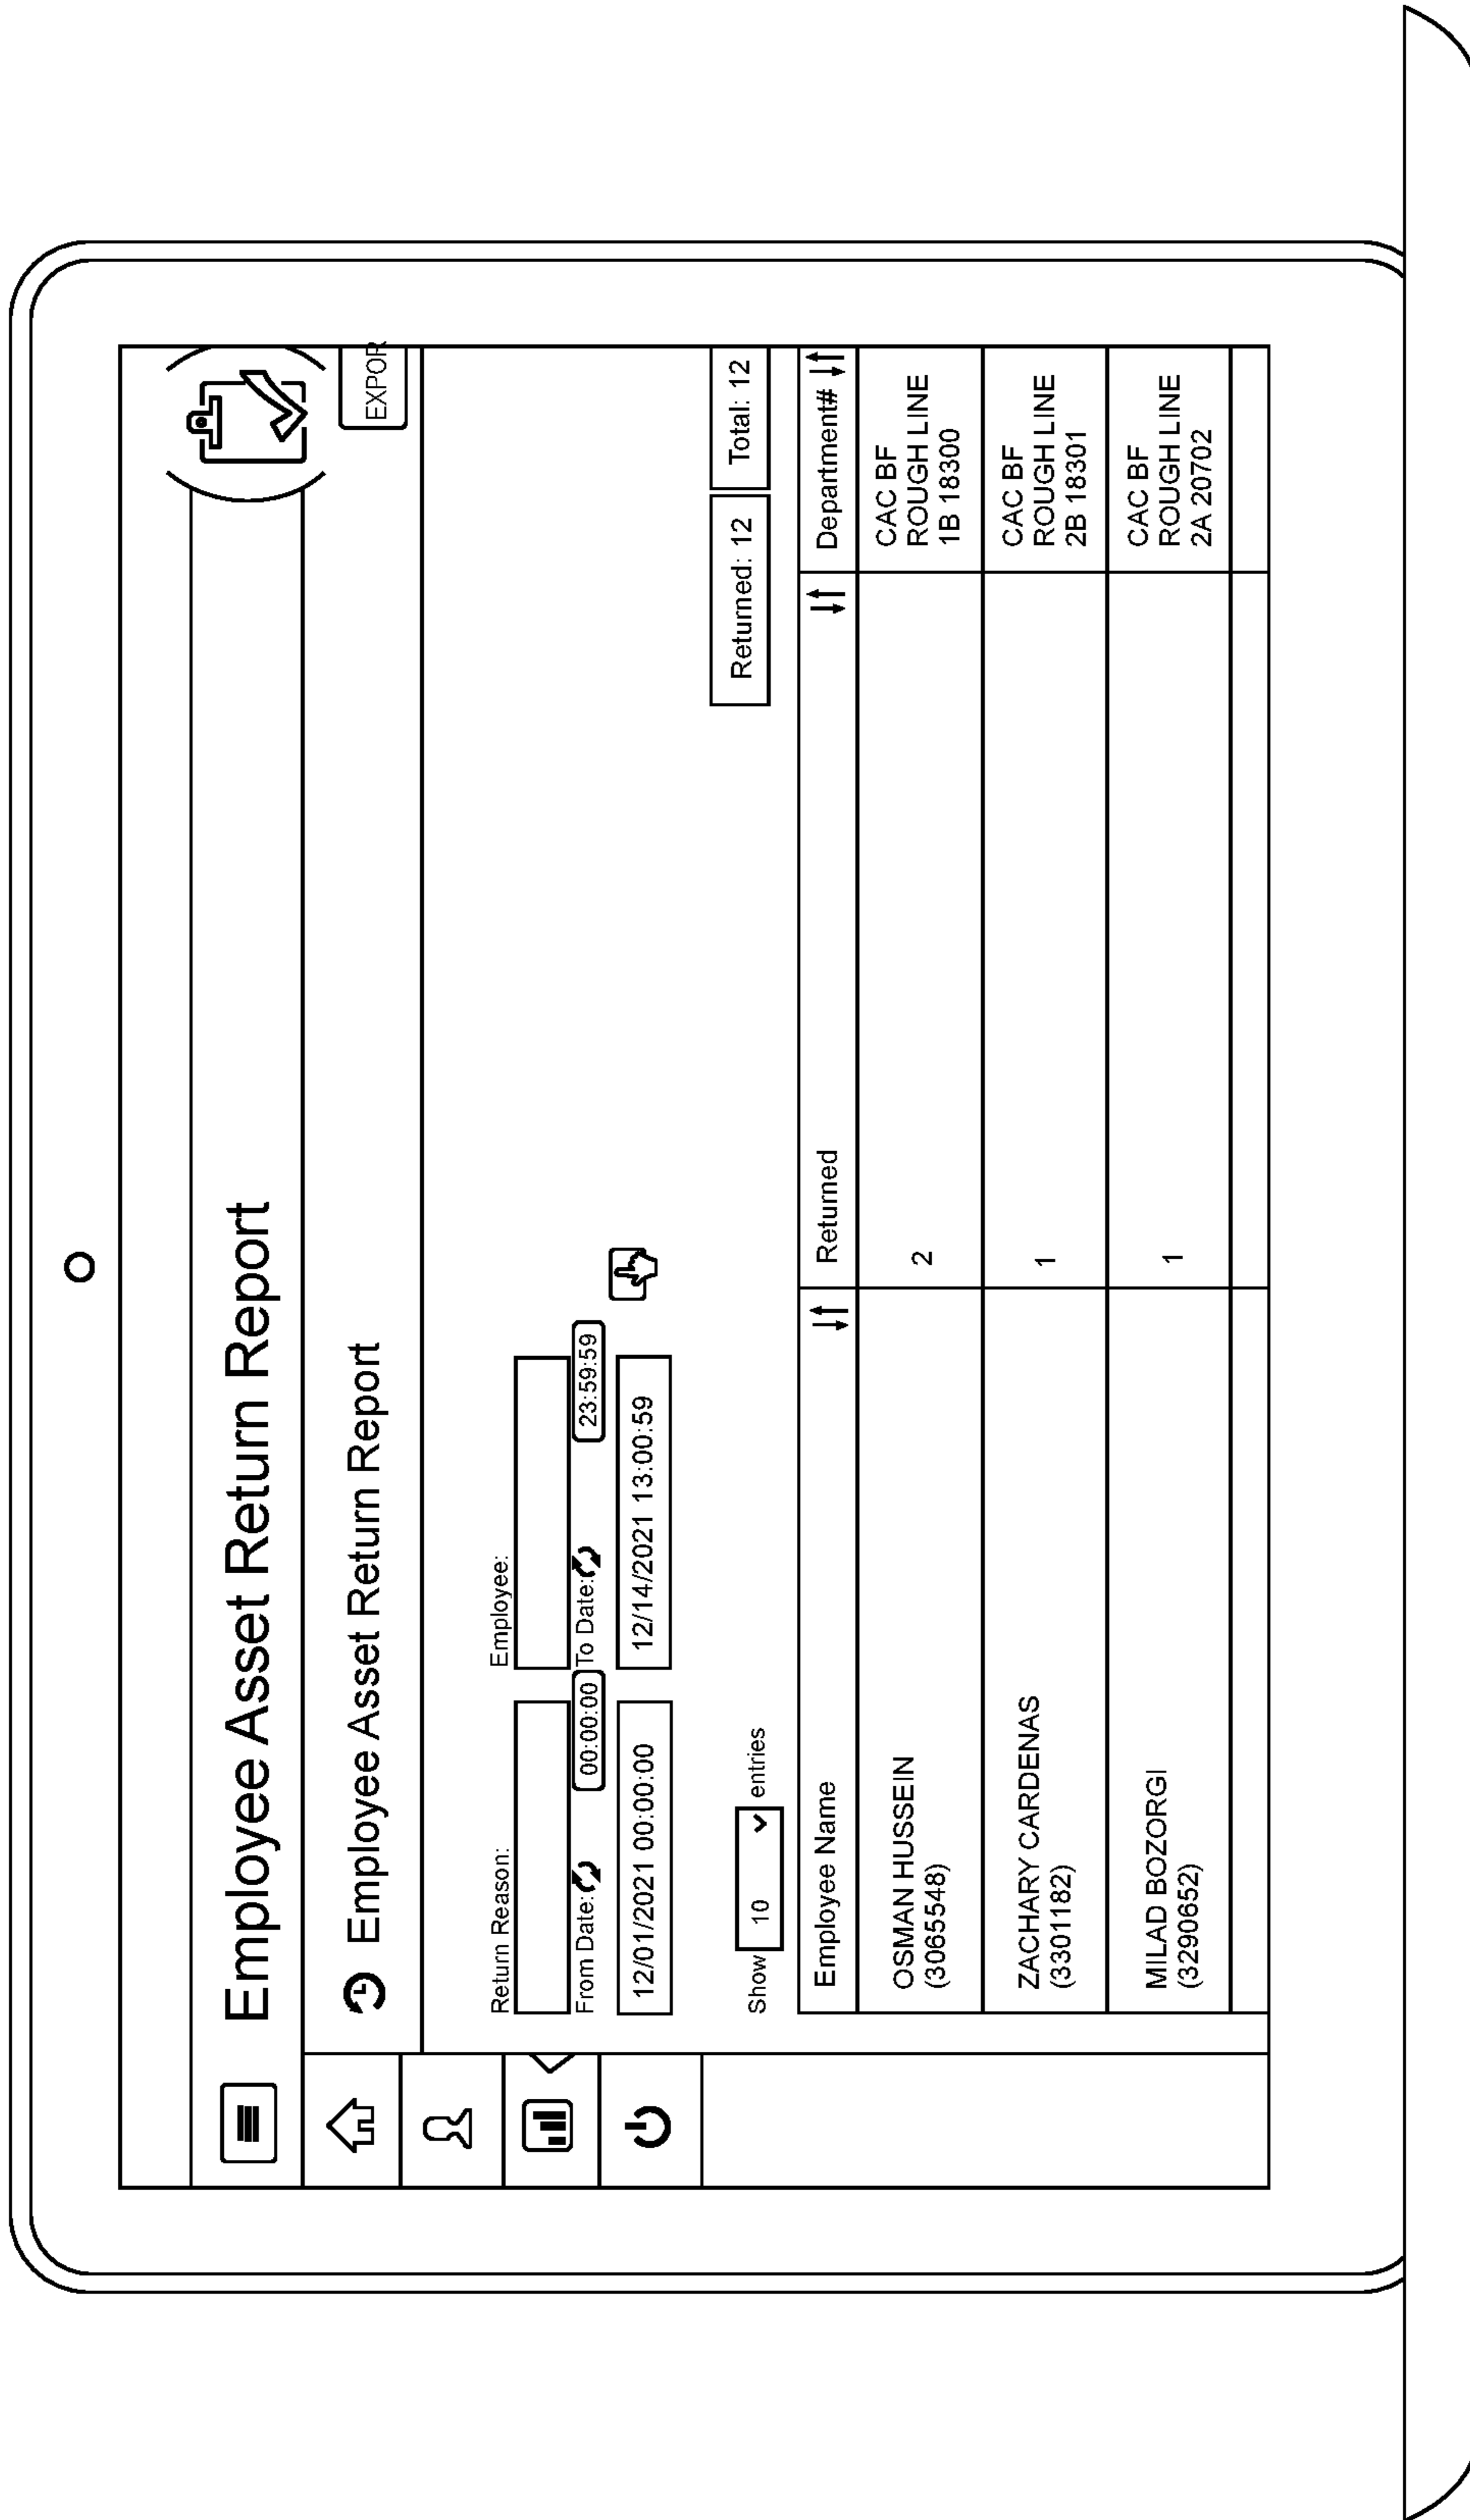 Employee Asset Return Report
Employee Asset Return Report
EXPOR
Return Reason:
Employee:
From Date: 00:00:00 To Date: 23:59:59
12/01/2021 00:00:00
12/14/2021 13:00:59
Returned: 12
Total: 12
Show 10 entries
Employee Name
Returned
Department#
OSMAN HUSSEIN
(3065548)
2
CAC BF
ROUGH LINE
1B 18300
ZACHARY CARDENAS
(3301182)
1
CAC BF
ROUGH LINE
2B 18301
MILAD BOZORGI
(3290652)
1
CAC BF
ROUGH LINE
2A 20702